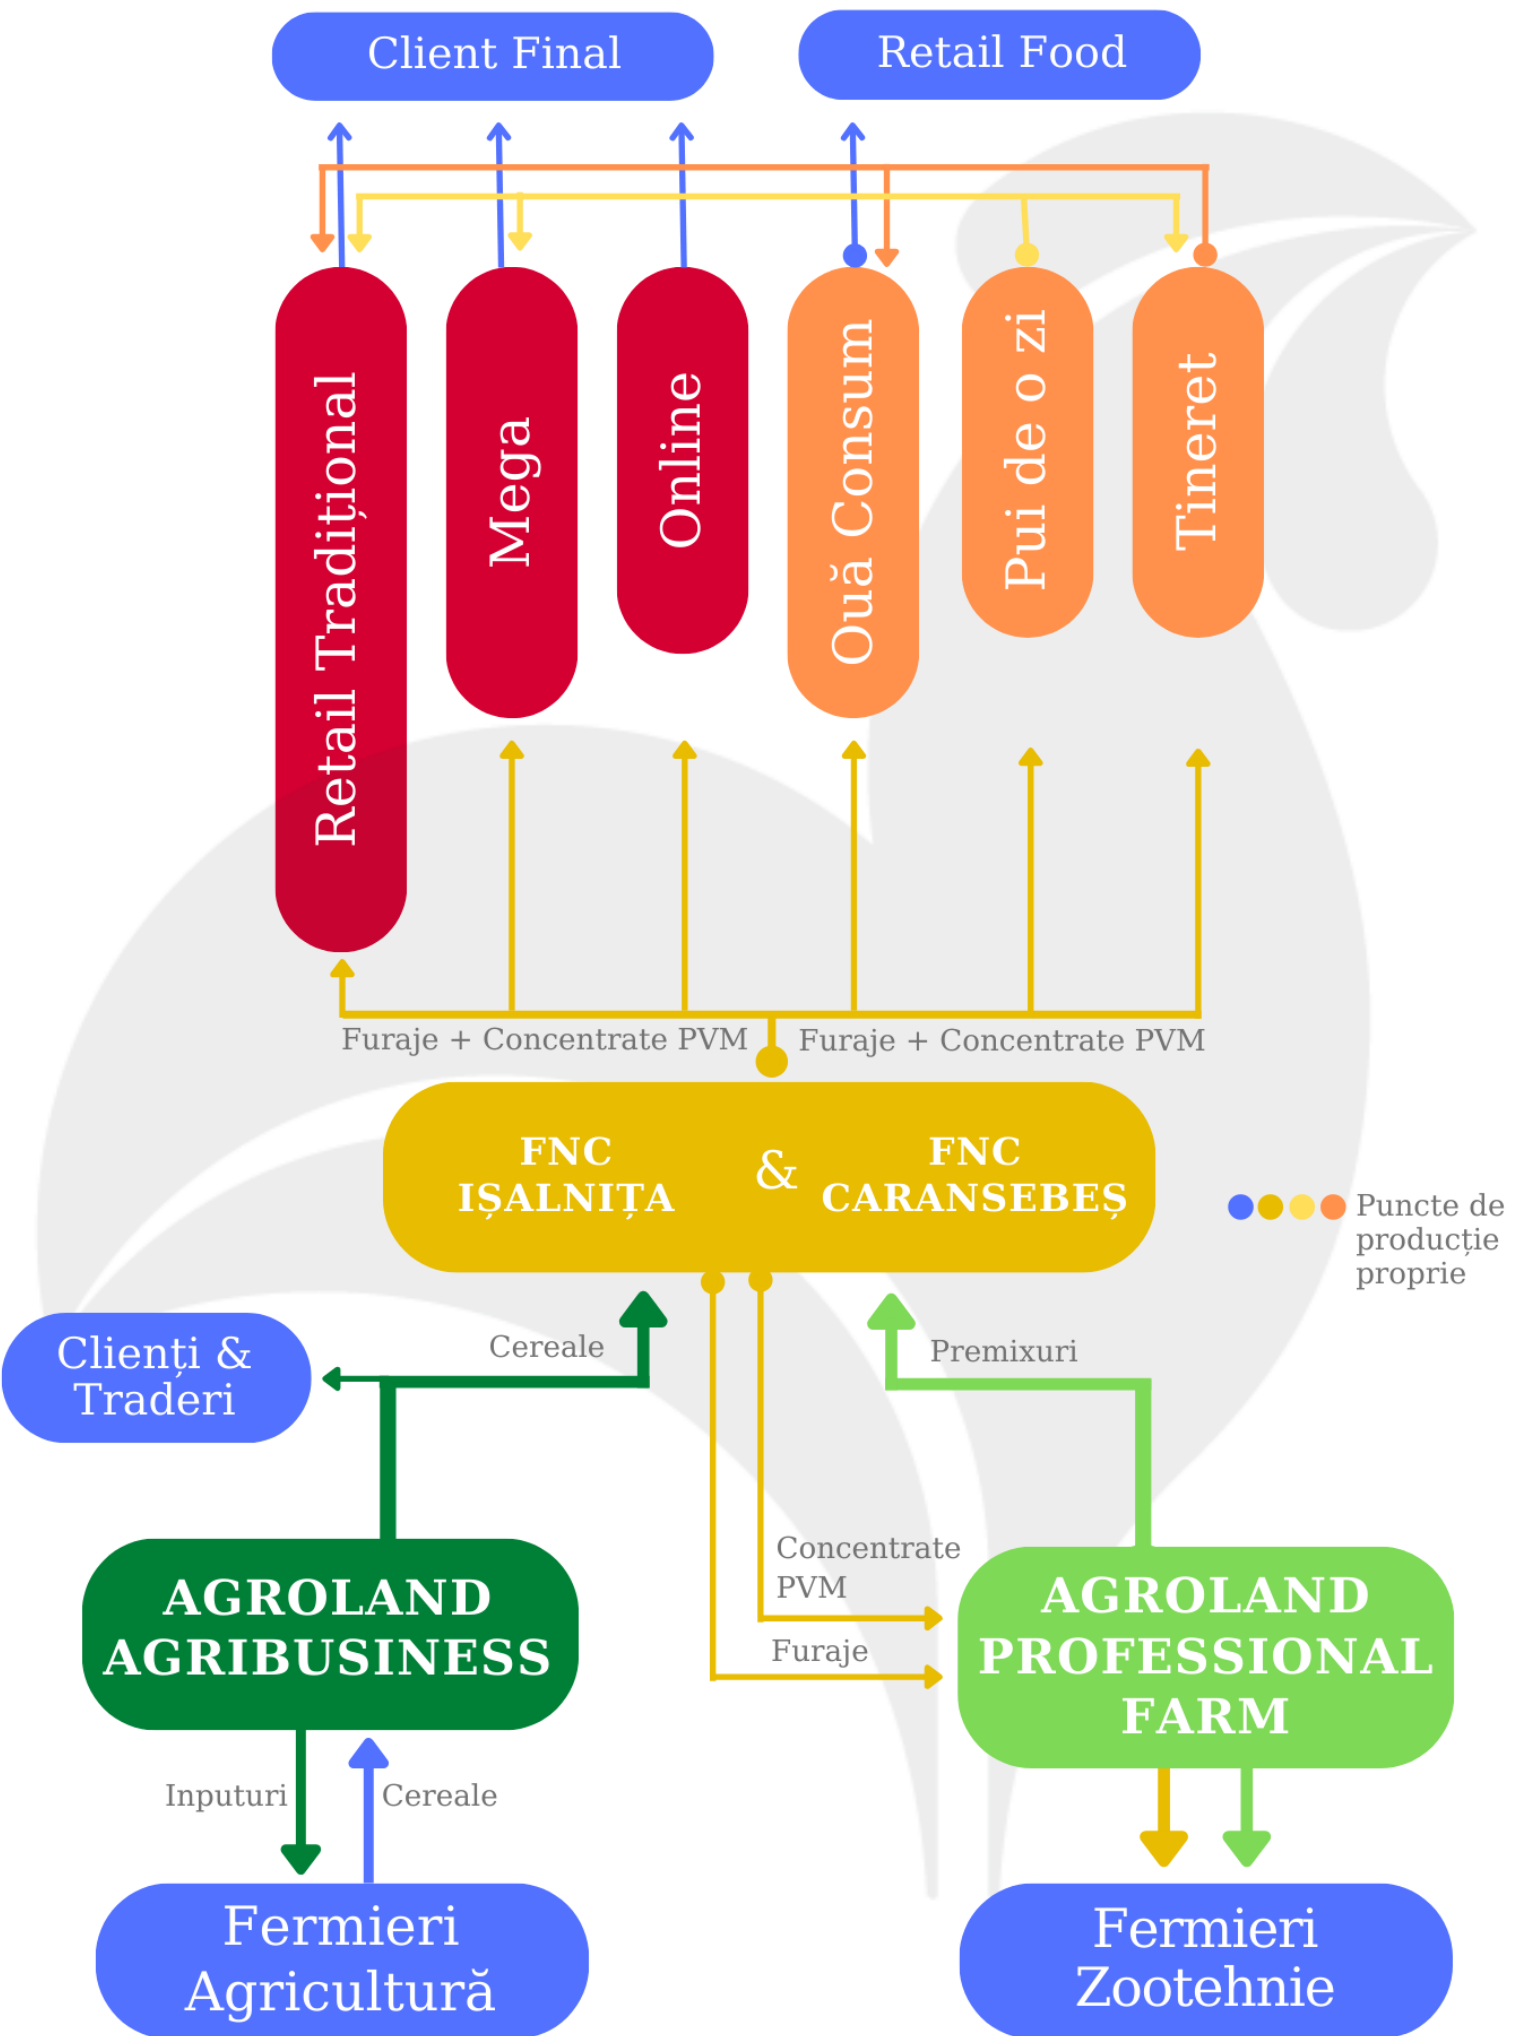 Client Final
Retail Food
Retail Tradițional
Mega
Online
Ouă Consum
Pui de o zi
Tineret
Furaje + Concentrate PVM
Furaje + Concentrate PVM
FNC
IȘALNIȚA
&
FNC
CARANSEBEȘ
Puncte de
producție
proprie
Clienți &
Traderi
Cereale
Premixuri
Concentrate
PVM
Furaje
AGROLAND
AGRIBUSINESS
AGROLAND
PROFESSIONAL
FARM
Inputuri
Cereale
Fermieri
Agricultură
Fermieri
Zootehnie